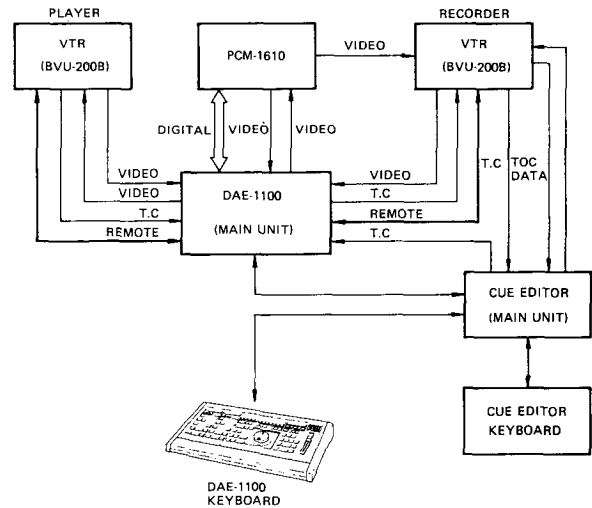 PLAYER
VTR
(BVU-200B)
PCM-1610
VIDEO
RECORDER
VTR
(BVU-200B)
DIGITAL
VIDEO
VIDEO
VIDEO
VIDEO
T.C
REMOTE
DAE-1100
(MAIN UNIT)
VIDEO
T.C
REMOTE
T.C
T.C
TOC
DATA
CUE EDITOR
(MAIN UNIT)
CUE EDITOR
KEYBOARD
DAE-1100
KEYBOARD